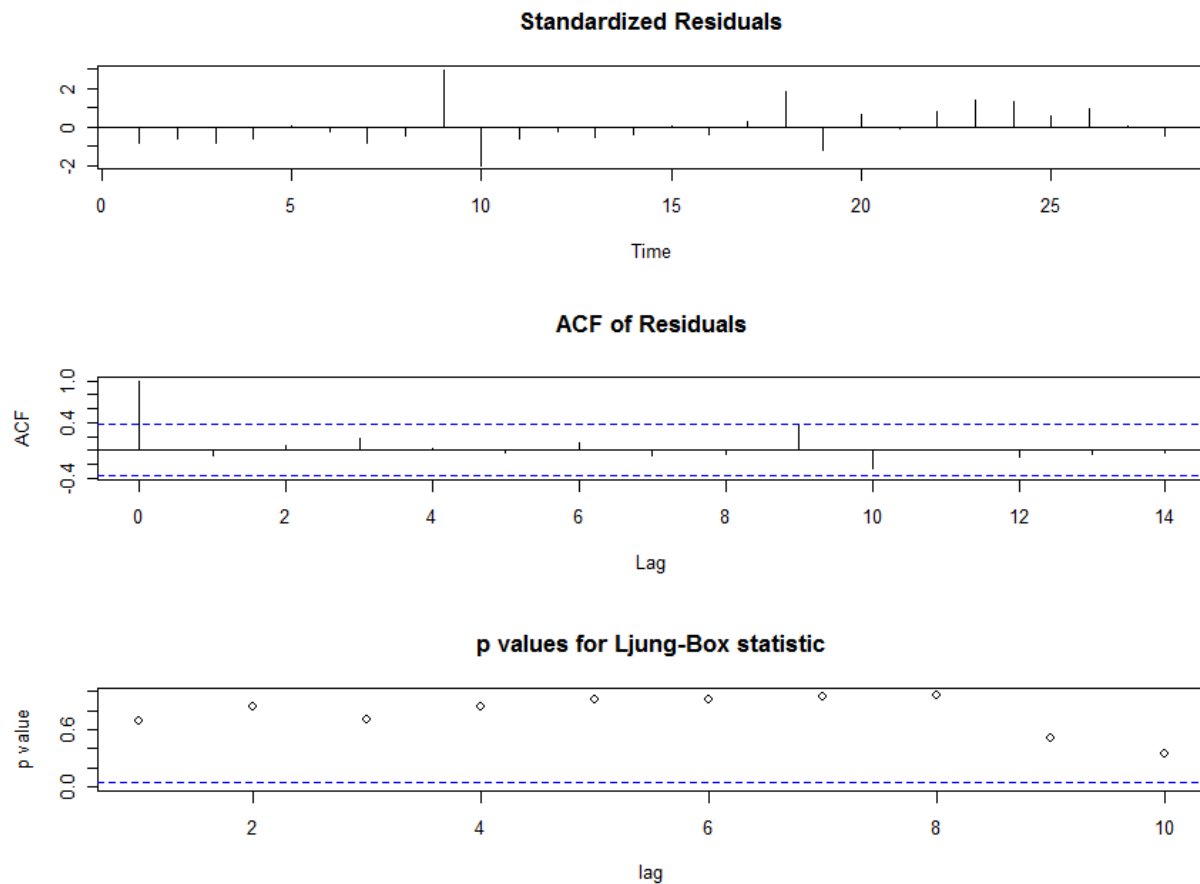 Standardized Residuals
2
0
-2
0 5 10 15 20 25
Time
ACF of Residuals
ACF
1.0
0.4
-0.4
0 2 4 6 8 10 12 14
Lag
p values for Ljung-Box statistic
p value
0.6
0.0
2 4 6 8 10
lag